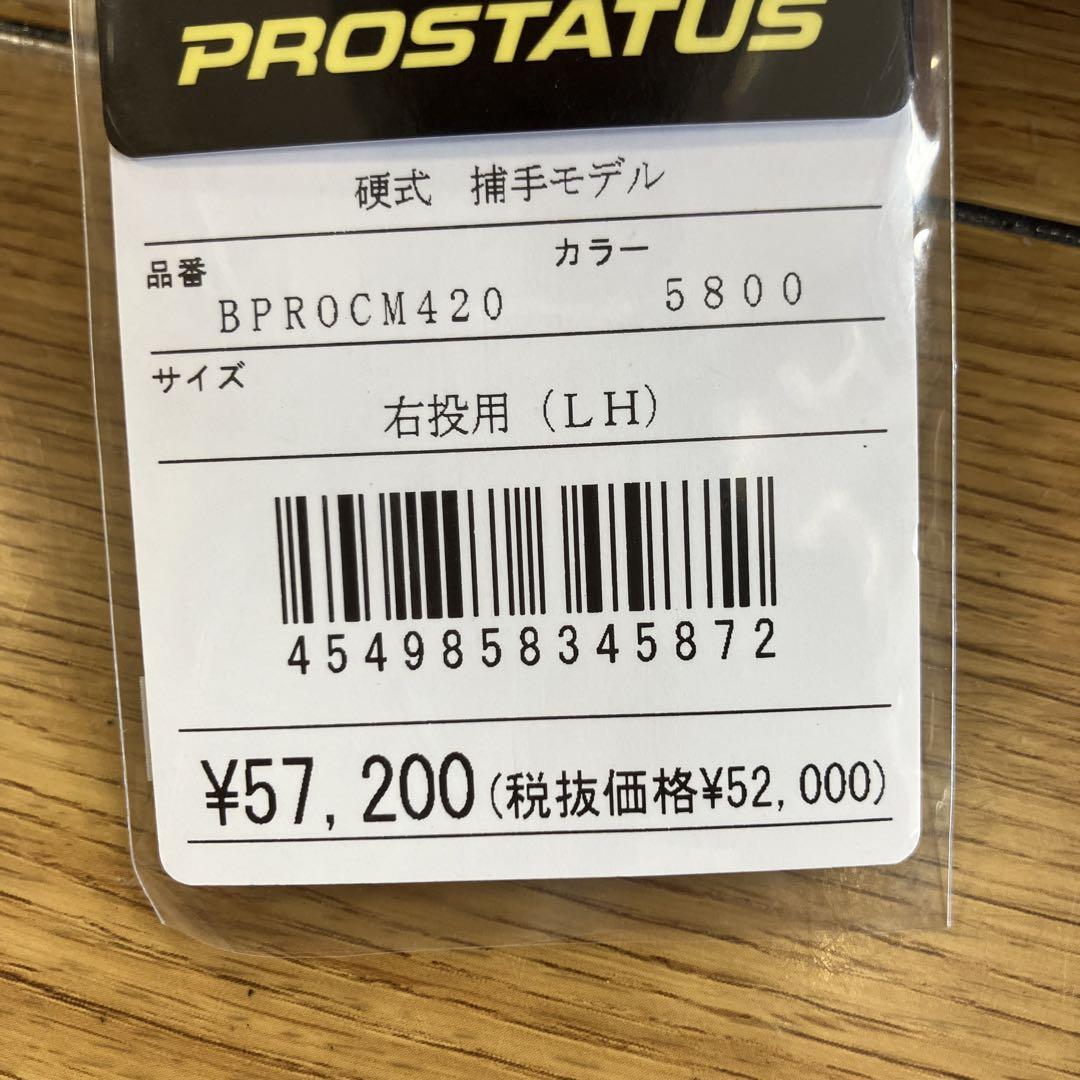 PROSTATUS
硬式 捕手モデル
品番 カラー
BPROCM420 5800
サイズ
右投用(LH)
4549858345872
¥57,200(税抜価格¥52,000)